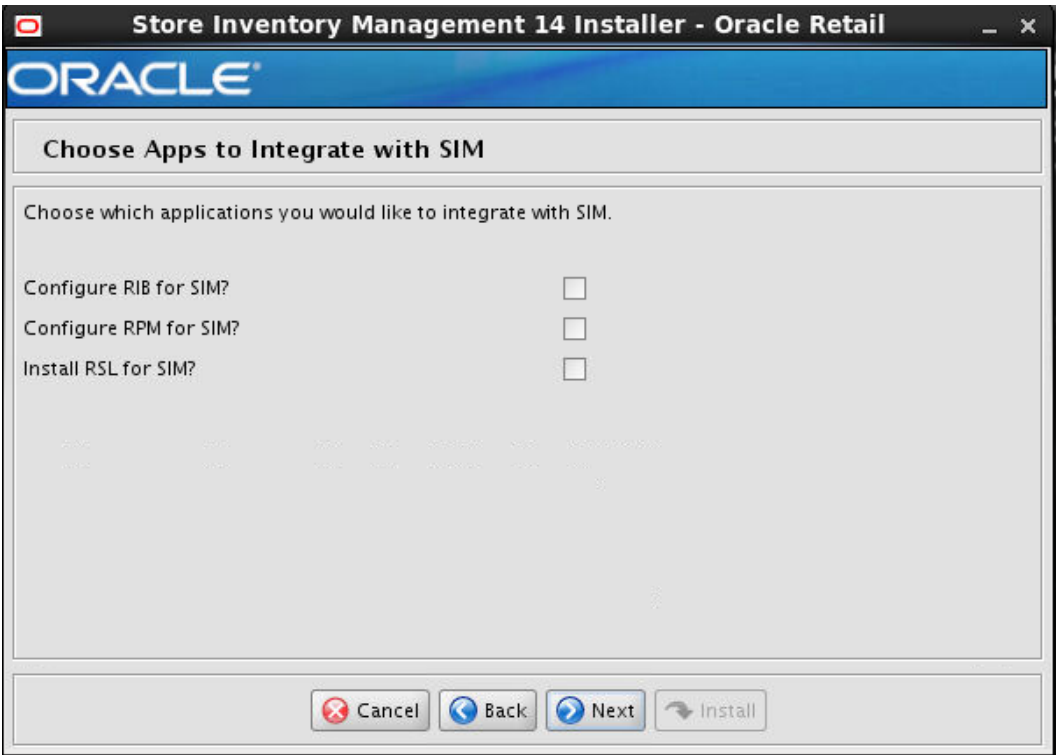 Store Inventory Management 14 Installer - Oracle Retail
ORACLE®
Choose Apps to Integrate with SIM
Choose which applications you would like to integrate with SIM.
Configure RIB for SIM?
Configure RPM for SIM?
Install RSL for SIM?
Cancel Back Next Install